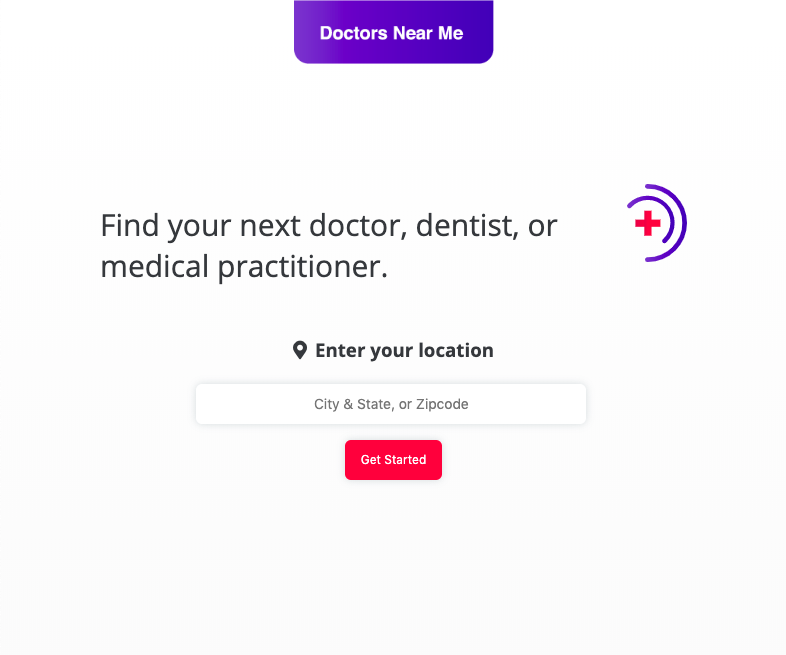 Doctors Near Me
Find your next doctor, dentist, or
medical practitioner.
Enter your location
City & State, or Zipcode
Get Started